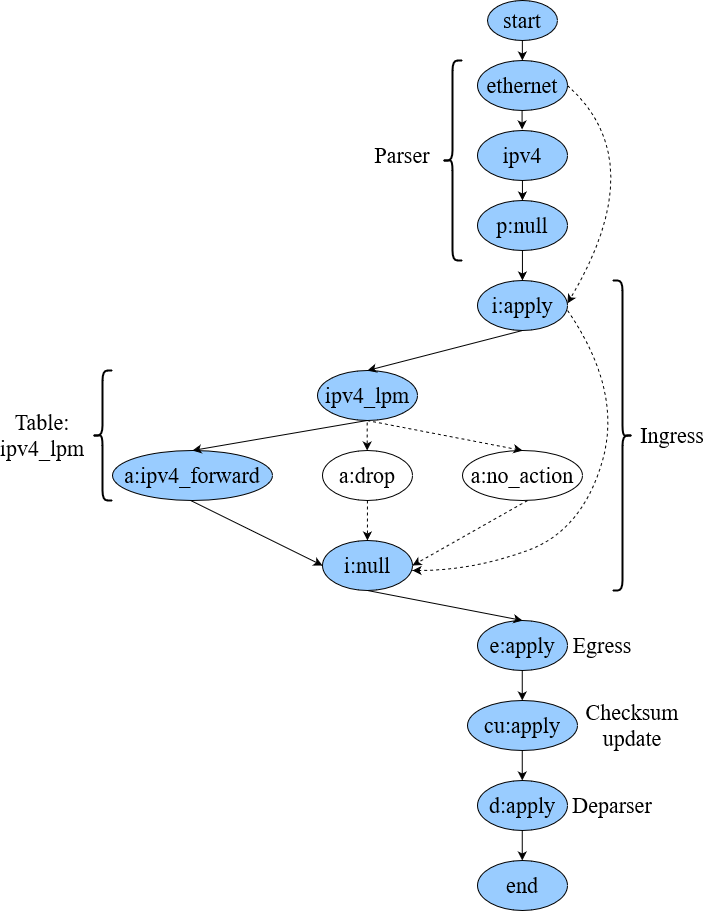 start
ethernet
Parser
ipv4
p:null
i:apply
ipv4_lpm
Table:
ipv4_lpm
Ingress
a:ipv4_forward
a:drop
a:no_action
i:null
e:apply
Egress
cu:apply
Checksum
update
d:apply
Deparser
end